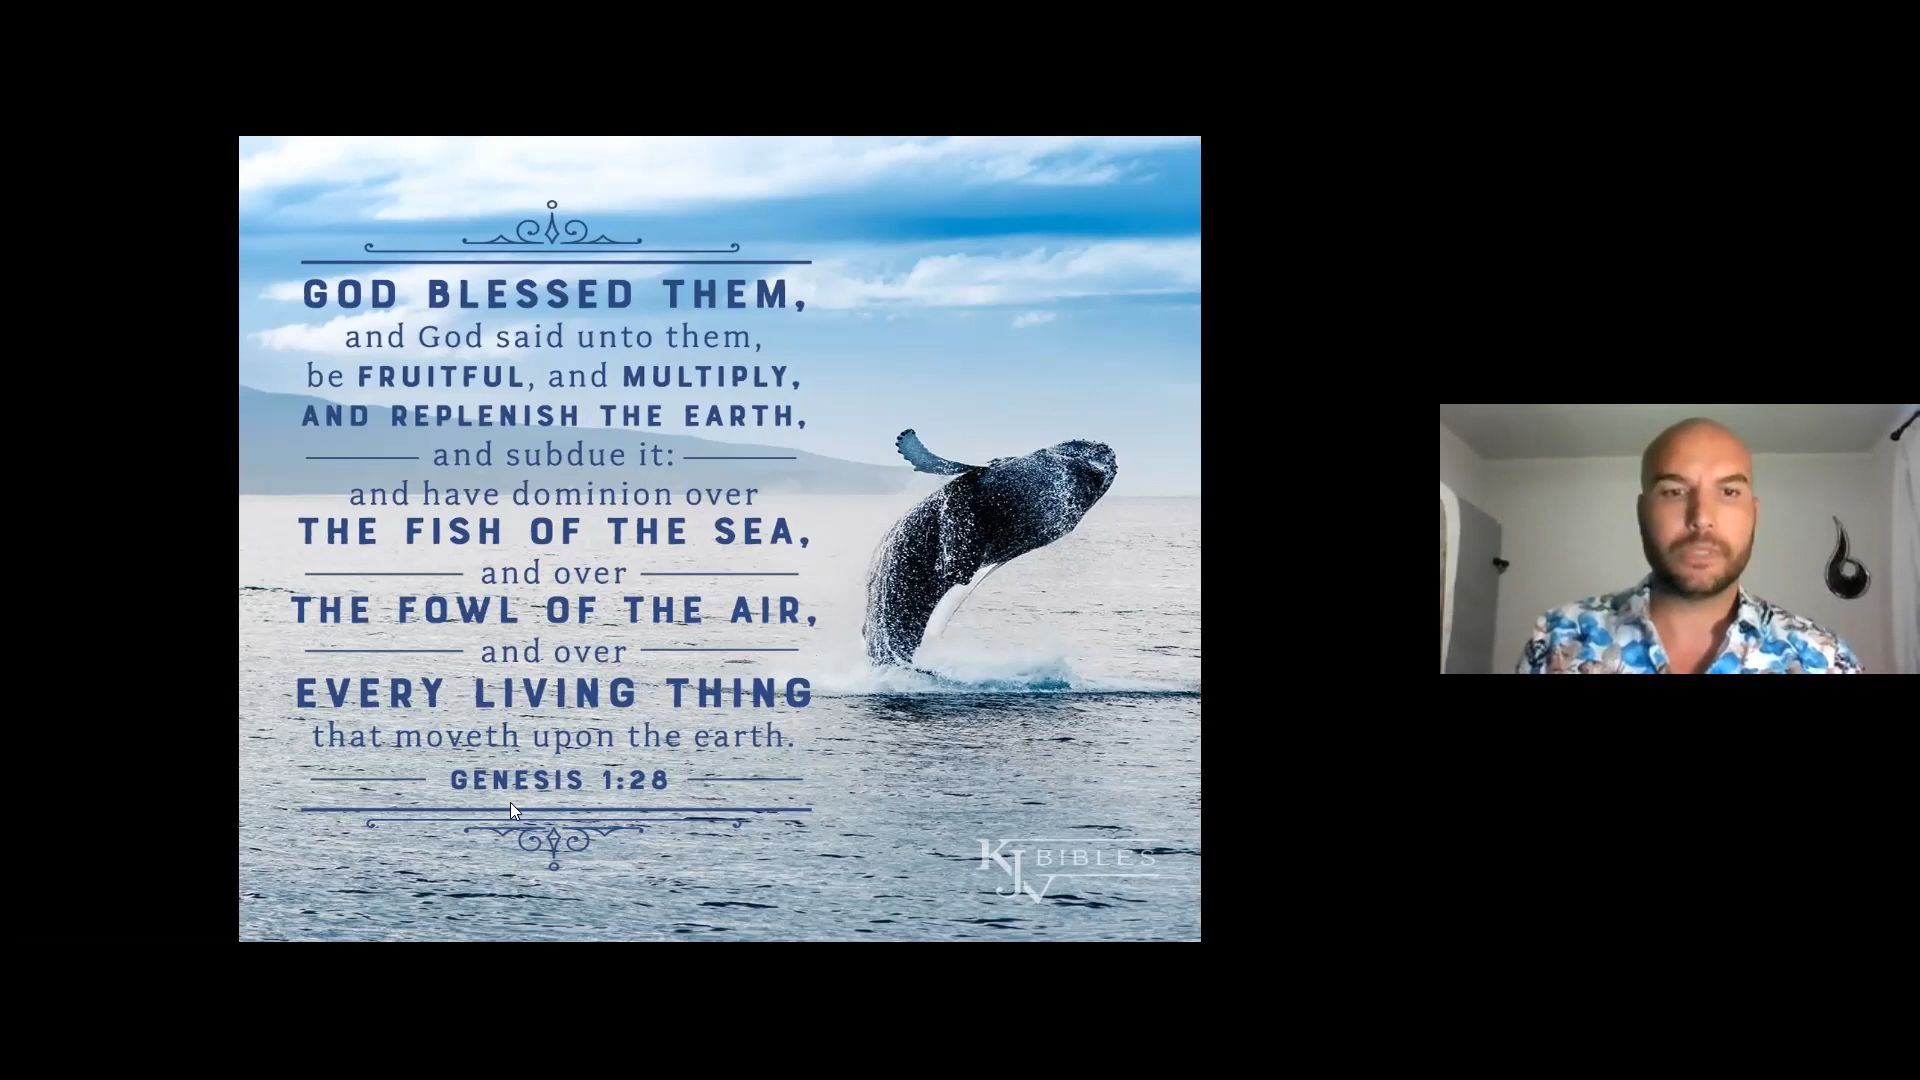 GOD BLESSED THEM,
and God said unto them,
be FRUITFUL, and MULTIPLY,
AND REPLENISH THE EARTH,
and subdue it:
and have dominion over
THE FISH OF THE SEA,
and over
THE FOWL OF THE AIR,
and over
EVERY LIVING THING
that moveth upon the earth.
GENESIS 1:28
KJV BIBLES